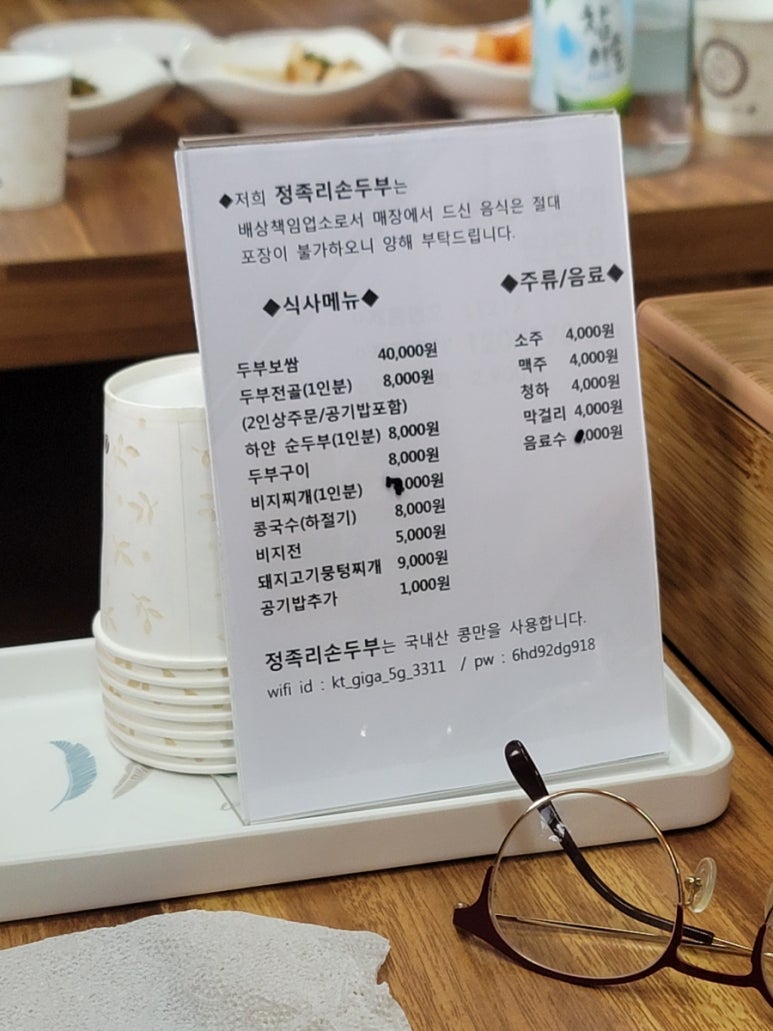 참이슬
◆저희 정족리손두부는
배상책임업소로서 매장에서 드신 음식은 절대
포장이 불가하오니 양해 부탁드립니다.
◆식사메뉴◆
두부보쌈 40,000원
두부전골(1인분) 8,000원
(2인상주문/공기밥포함)
하얀 순두부(1인분) 8,000원
두부구이 8,000원
비지찌개(1인분) ,000원
콩국수(하절기) 8,000원
비지전 5,000원
돼지고기뭉텅찌개 9,000원
공기밥추가 1,000원
◆주류/음료◆
소주 4,000원
맥주 4,000원
청하 4,000원
막걸리 4,000원
음료수 ,000원
정족리손두부는 국내산 콩만을 사용합니다.
wifi id : kt_giga_5g_3311 / pw : 6hd92dg918